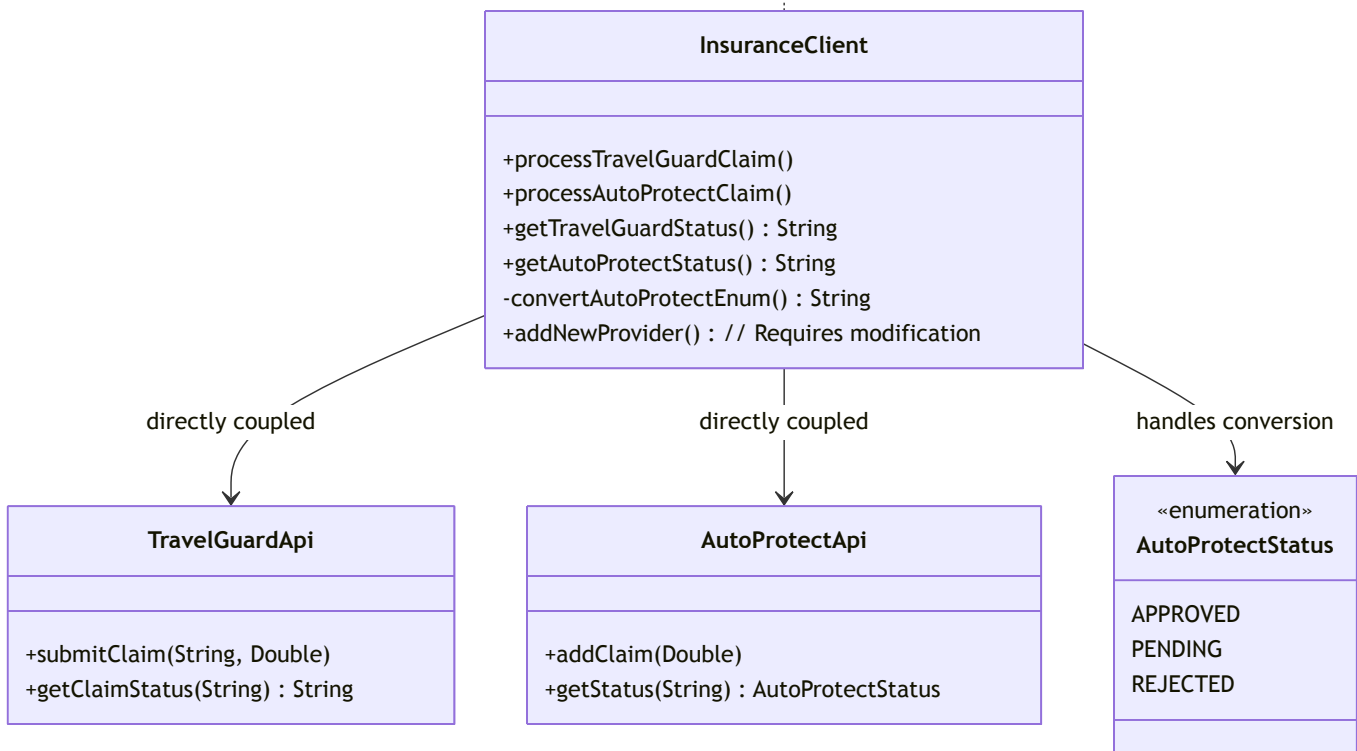 InsuranceClient
+processTravelGuardClaim()
+processAutoProtectClaim()
+getTravelGuardStatus() : String
+getAutoProtectStatus() : String
-convertAutoProtectEnum() : String
+addNewProvider() : // Requires modification
directly coupled
directly coupled
handles conversion
TravelGuardApi
+submitClaim(String, Double)
+getClaimStatus(String) : String
AutoProtectApi
+addClaim(Double)
+getStatus(String) : AutoProtectStatus
«enumeration»
AutoProtectStatus
APPROVED
PENDING
REJECTED